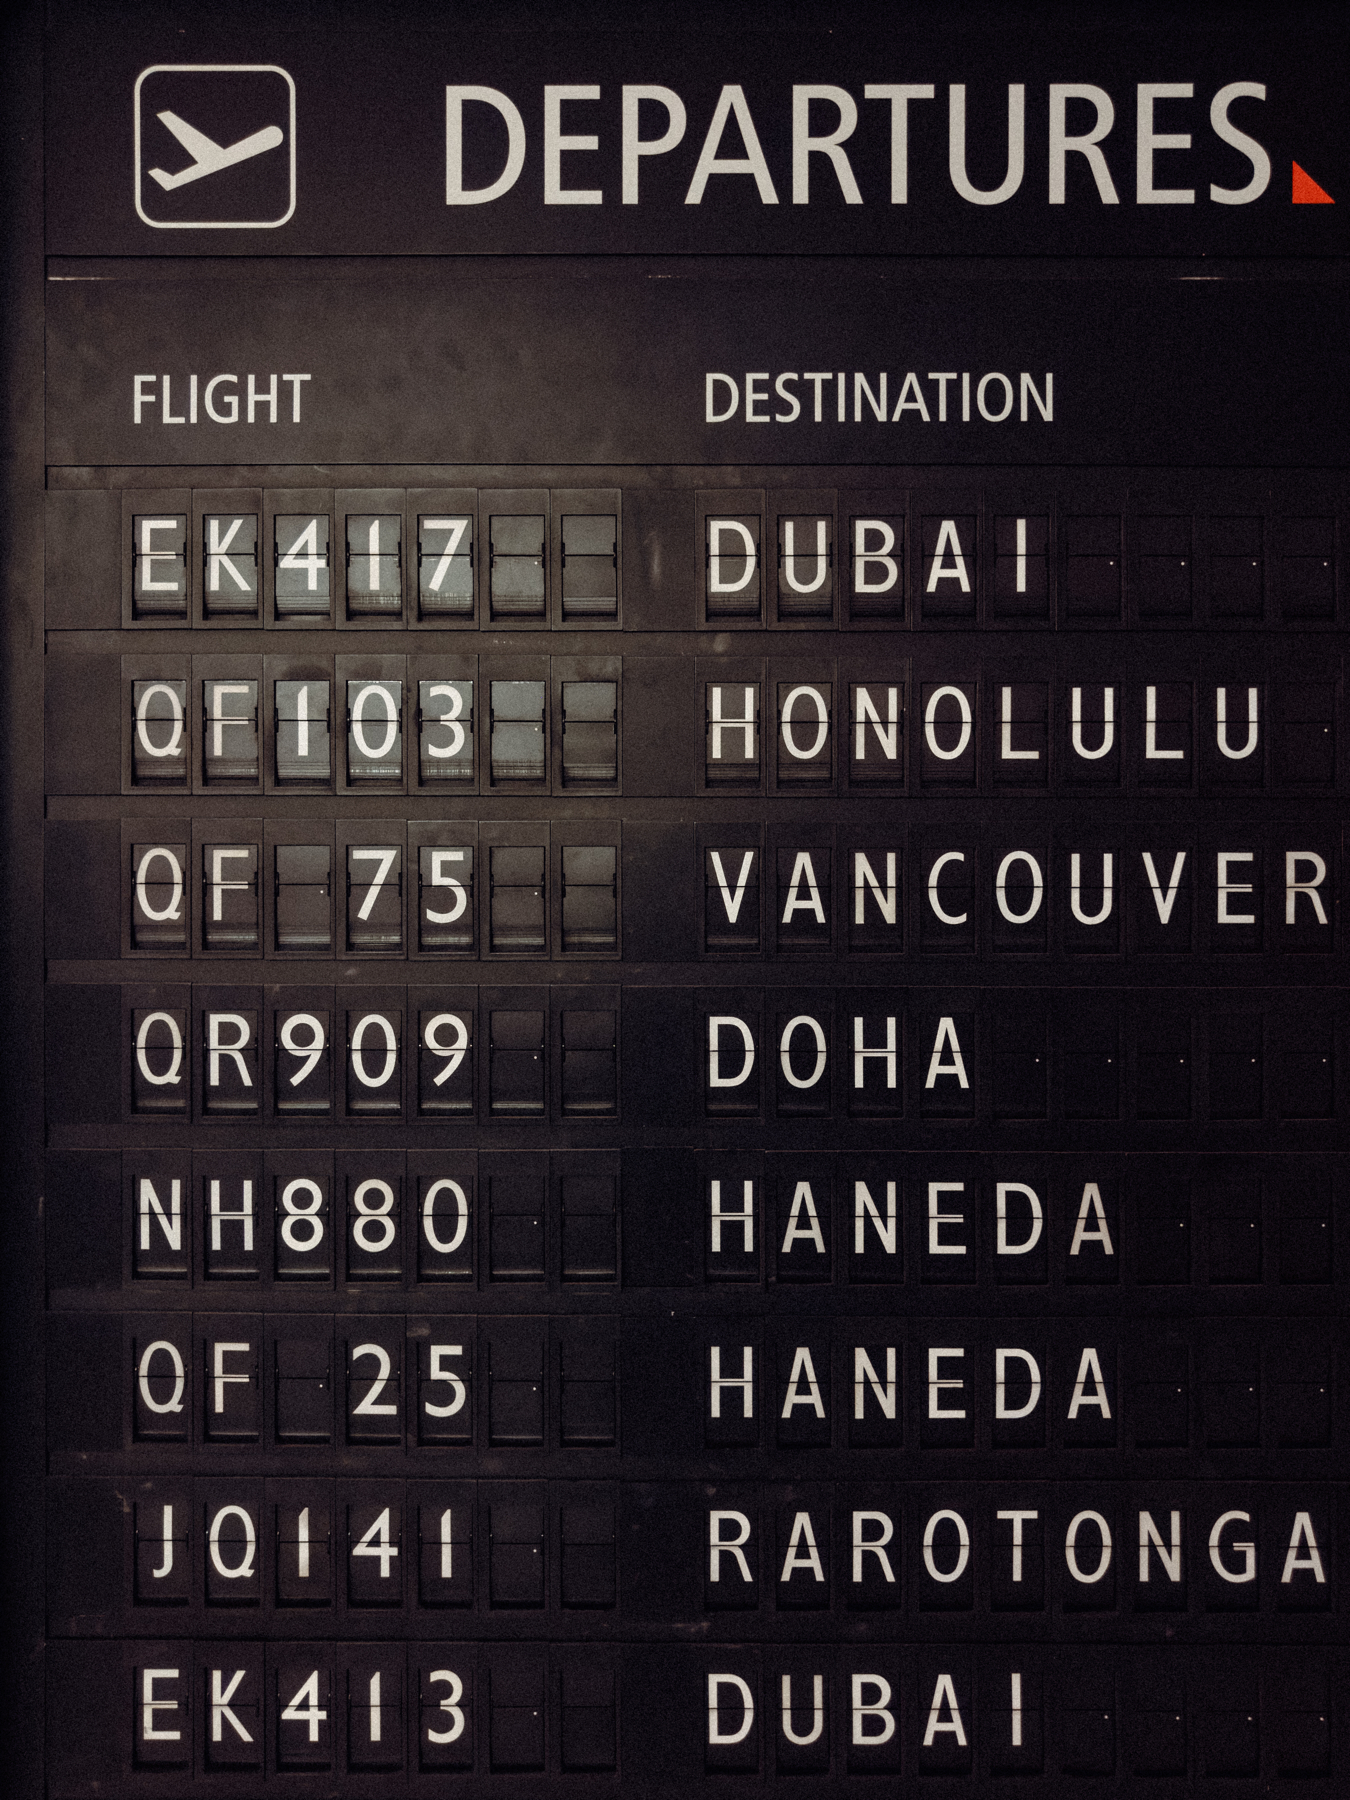 DEPARTURES
FLIGHT DESTINATION
EK417 DUBAI
QF103 HONOLULU
QF 75 VANCOUVER
QR909 DOHA
NH880 HANEDA
QF 25 HANEDA
JQ141 RAROTONGA
EK413 DUBAI